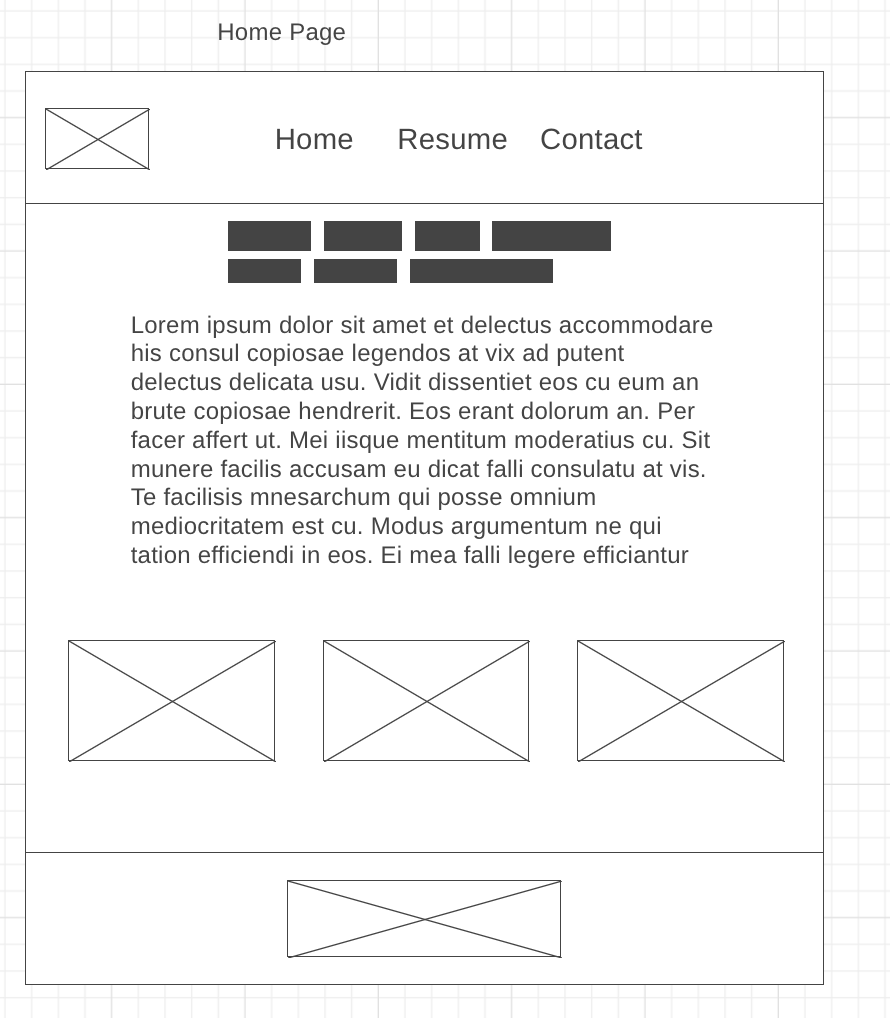 Home Page
Home Resume Contact
Lorem ipsum dolor sit amet et delectus accommodare
his consul copiosae legendos at vix ad putent
delectus delicata usu. Vidit dissentiet eos cu eum an
brute copiosae hendrerit. Eos erant dolorum an. Per
facer affert ut. Mei iisque mentitum moderatius cu. Sit
munere facilis accusam eu dicat falli consulatu at vis.
Te facilisis mnesarchum qui posse omnium
mediocritatem est cu. Modus argumentum ne qui
tation efficiendi in eos. Ei mea falli legere efficiantur